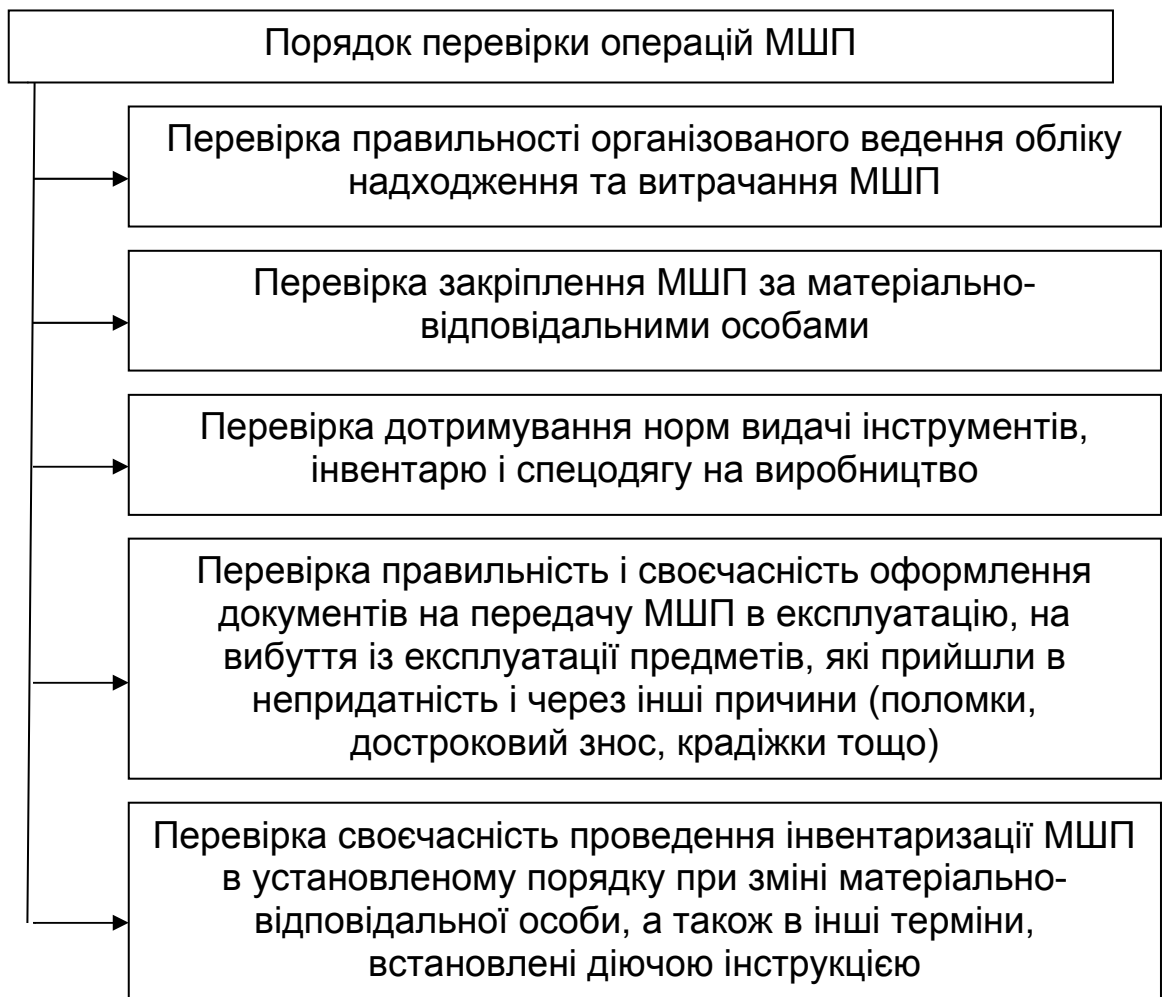 Порядок перевірки операцій МШП
Перевірка правильності організованого ведення обліку
надходження та витрачання МШП
Перевірка закріплення МШП за матеріально-
відповідальними особами
Перевірка дотримування норм видачі інструментів,
інвентарю і спецодягу на виробництво
Перевірка правильність і своєчасність оформлення
документів на передачу МШП в експлуатацію, на
вибуття із експлуатації предметів, які прийшли в
непридатність і через інші причини (поломки,
достроковий знос, крадіжки тощо)
Перевірка своєчасність проведення інвентаризації МШП
в установленому порядку при зміні матеріально-
відповідальної особи, а також в інші терміни,
встановлені діючою інструкцією